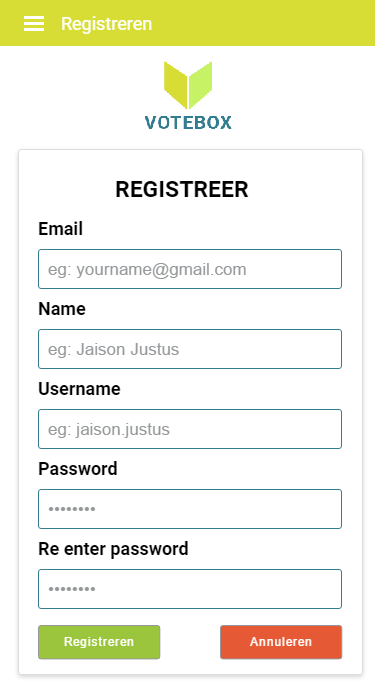 Registreren
VOTEBOX
REGISTREER
Email
eg: yourname@gmail.com
Name
eg: Jaison Justus
Username
eg: jaison.justus
Password
••••••••
Re enter password
••••••••
Registreren Annuleren